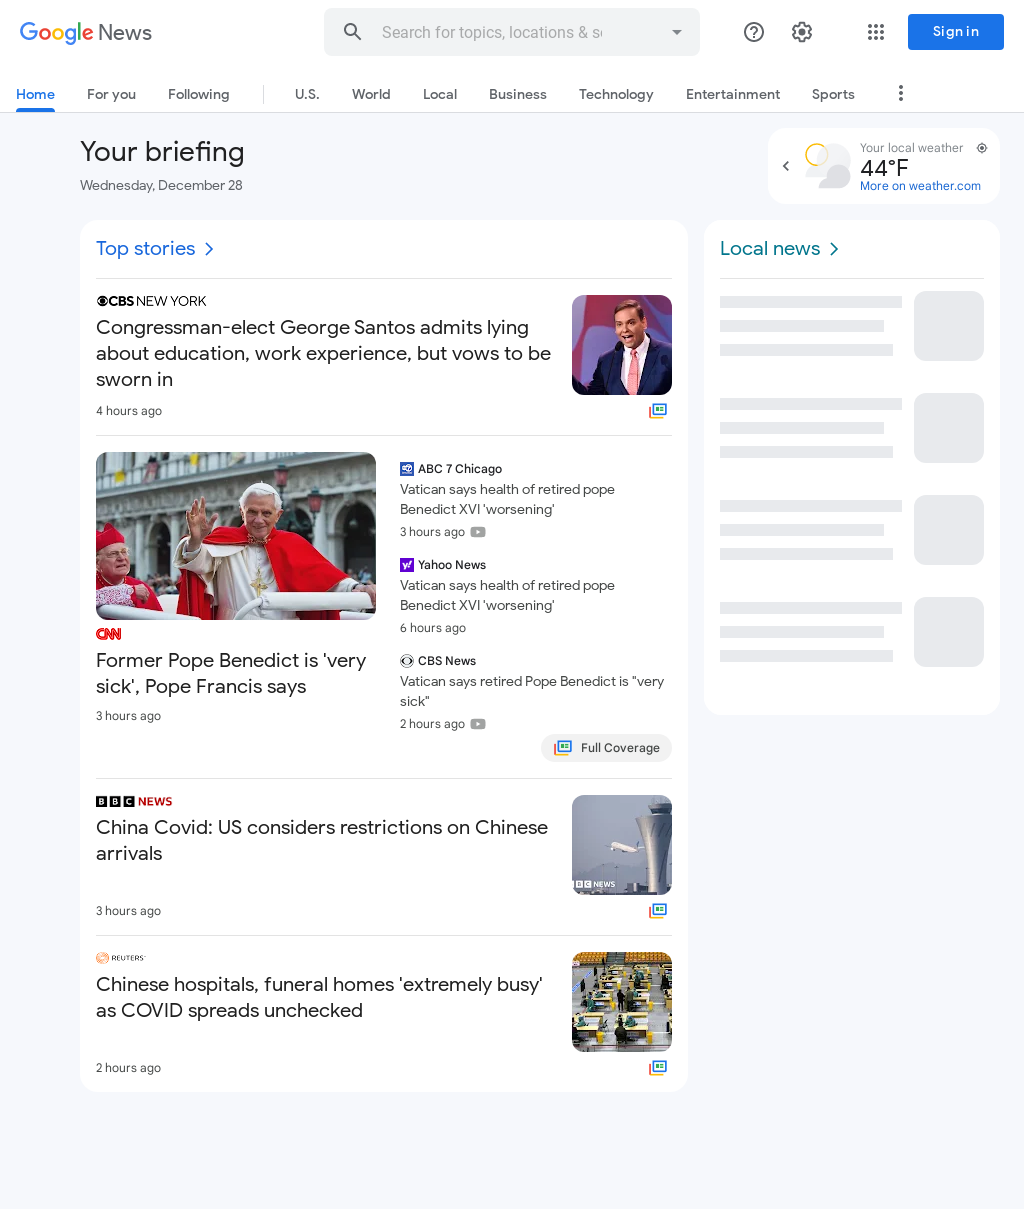 Google News
Search for topics, locations & so
Sign in
Home
For you
Following
U.S.
World
Local
Business
Technology
Entertainment
Sports
Your briefing
Wednesday, December 28
Your local weather
44°F
More on weather.com
Top stories
CBS NEW YORK
Congressman-elect George Santos admits lying
about education, work experience, but vows to be
sworn in
4 hours ago
CNN
Former Pope Benedict is 'very
sick', Pope Francis says
3 hours ago
ABC 7 Chicago
Vatican says health of retired pope
Benedict XVI 'worsening'
3 hours ago
Yahoo News
Vatican says health of retired pope
Benedict XVI 'worsening'
6 hours ago
CBS News
Vatican says retired Pope Benedict is "very
sick"
2 hours ago
Full Coverage
BBC NEWS
China Covid: US considers restrictions on Chinese
arrivals
3 hours ago
BBC NEWS
REUTERS
Chinese hospitals, funeral homes 'extremely busy'
as COVID spreads unchecked
2 hours ago
Local news